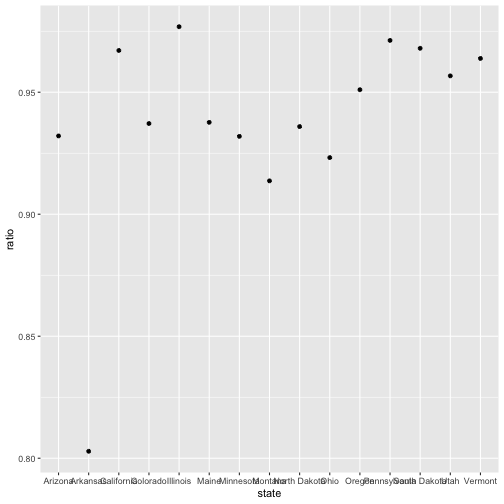 0.95
0.90
ratio
0.85
0.80
Arizona Arkansas California Colorado Illinois Maine Minnesota Montana North Dakota Ohio Oregon Pennsylvania South Dakota Utah Vermont
state